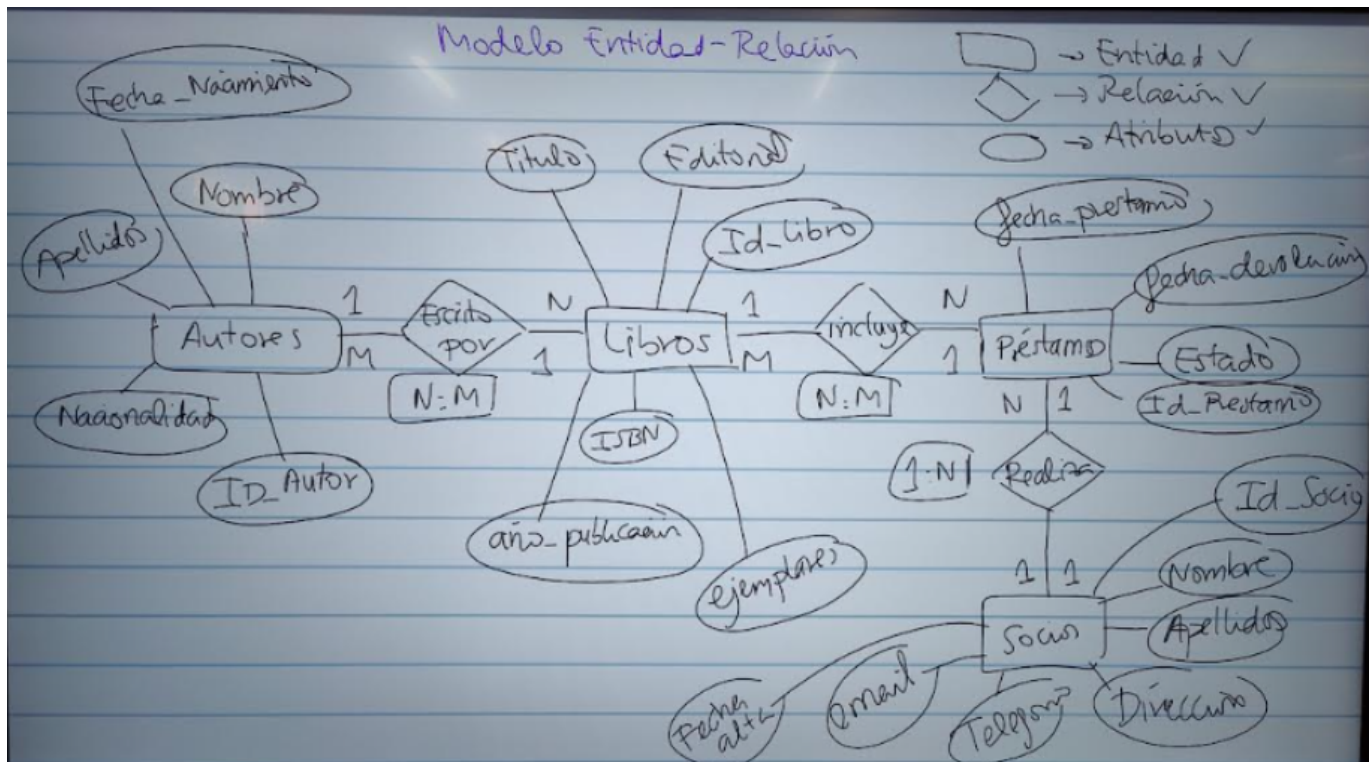 Modelo Entidad-Relación
→ Entidad ✓
→ Relación ✓
→ Atributo ✓
Fecha_Nacimiento
Nombre
Apellidos
Autores
Nacionalidad
ID_Autor
1
M
Escrito
por
N:M
N
1
Título
Editorial
Id_Libro
Libros
ISBN
año_publicación
ejemplares
1
M
incluye
N:M
N
1
fecha_prestamo
fecha_devolución
Préstamo
Estado
Id_Prestamo
N 1
1:N
Realiza
1 1
Id_Socio
Nombre
Apellidos
Socios
Dirección
Telefono
email
Fecha
alta